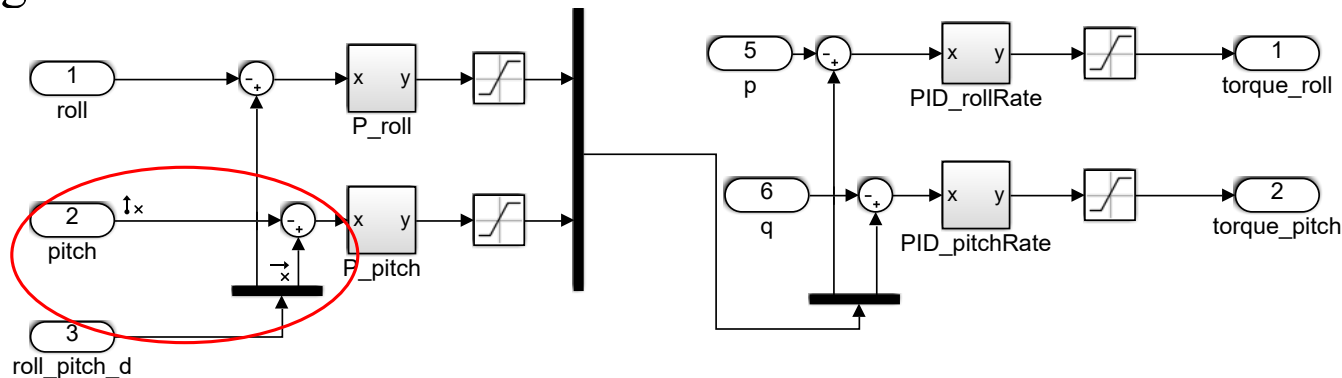 g
1
roll
-
+
x y
P_roll
2
pitch
x
-
+
x y
P_pitch
x
3
roll_pitch_d
5
p
-
+
x y
PID_rollRate
1
torque_roll
6
q
-
+
x y
PID_pitchRate
2
torque_pitch